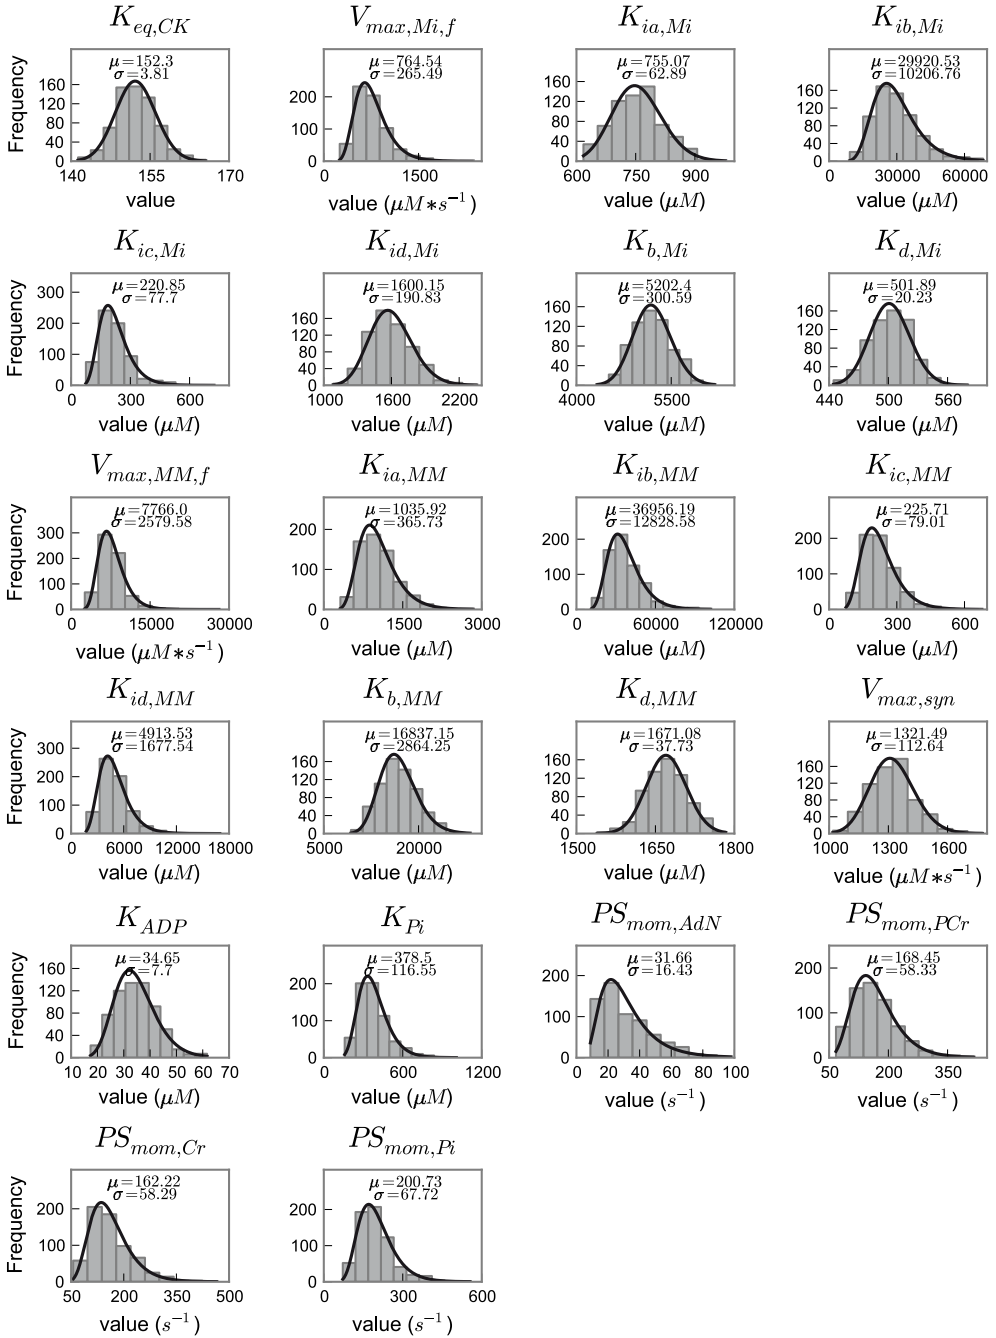 K_eq,CK V_max,Mi,f K_ia,Mi K_ib,Mi
μ=152.3 μ=764.54 μ=755.07 μ=29920.53
σ=3.81 σ=265.49 σ=62.89 σ=10206.76
Frequency
160 200 160 160
120 120 120
80 100 80 80
40 40 40
0 0 0 0
140 155 170 0 1500 600 750 900 0 30000 60000
value value (μM∗s⁻¹) value (μM) value (μM)
K_ic,Mi K_id,Mi K_b,Mi K_d,Mi
μ=220.85 μ=1600.15 μ=5202.4 μ=501.89
σ=77.7 σ=190.83 σ=300.59 σ=20.23
Frequency
300 160 160 160
200 120 120 120
100 80 80 80
40 40 40
0 0 0 0
0 300 600 1000 1600 2200 4000 5500 440 500 560
value (μM) value (μM) value (μM) value (μM)
V_max,MM,f K_ia,MM K_ib,MM K_ic,MM
μ=7766.0 μ=1035.92 μ=36956.19 μ=225.71
σ=2579.58 σ=365.73 σ=12828.58 σ=79.01
Frequency
300 200 200 200
200 100 100 100
100
0 0 0 0
0 15000 30000 0 1500 3000 0 60000 120000 0 300 600
value (μM∗s⁻¹) value (μM) value (μM) value (μM)
K_id,MM K_b,MM K_d,MM V_max,syn
μ=4913.53 μ=16837.15 μ=1671.08 μ=1321.49
σ=1677.54 σ=2864.25 σ=37.73 σ=112.64
Frequency
300 160 160 160
200 120 120 120
100 80 80 80
40 40 40
0 0 0 0
0 6000 12000 18000 5000 20000 1500 1650 1800 1000 1300 1600
value (μM) value (μM) value (μM) value (μM∗s⁻¹)
K_ADP K_Pi PS_mom,AdN PS_mom,PCr
μ=34.65 μ=378.5 μ=31.66 μ=168.45
σ=7.7 σ=116.55 σ=16.43 σ=58.33
Frequency
160 200 200 200
120 100 100 100
80
40
0 0 0 0
10 20 30 40 50 60 70 0 600 1200 0 20 40 60 80 100 50 200 350
value (μM) value (μM) value (s⁻¹) value (s⁻¹)
PS_mom,Cr PS_mom,Pi
μ=162.22 μ=200.73
σ=58.29 σ=67.72
Frequency
200 200
100 100
0 0
50 200 350 500 0 300 600
value (s⁻¹) value (s⁻¹)